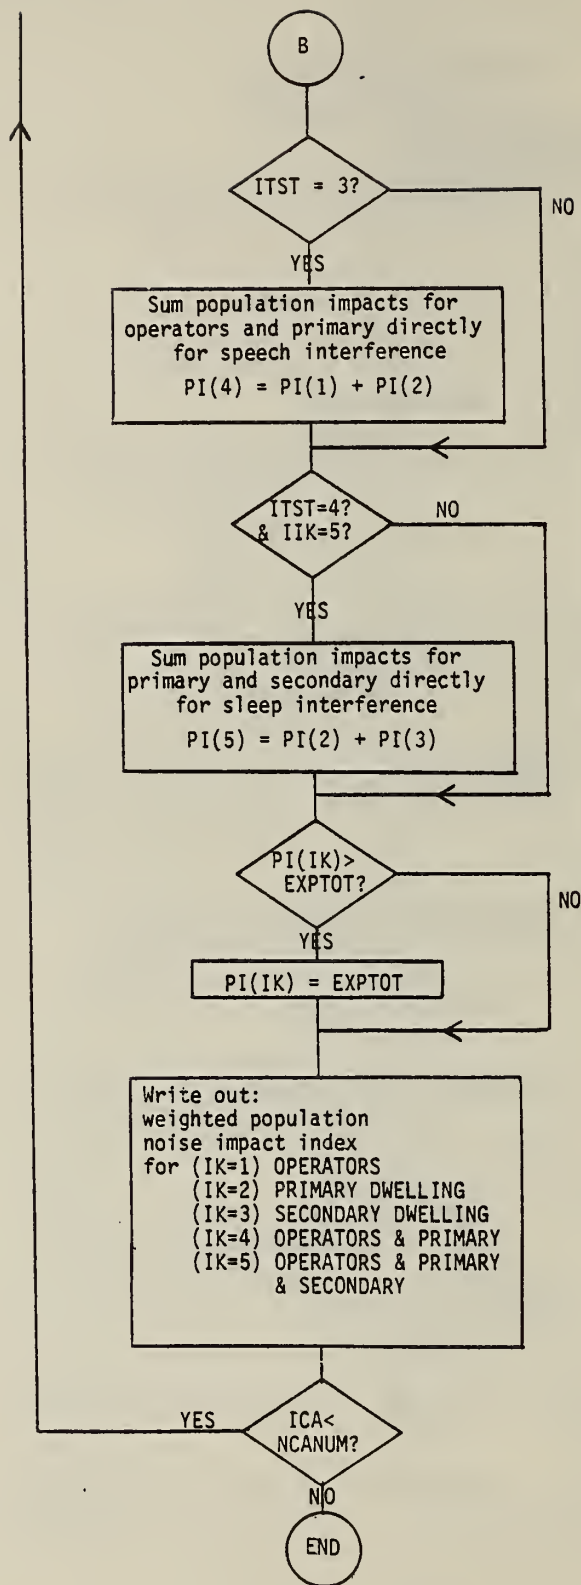 B
ITST = 3?
NO
YES
Sum population impacts for
operators and primary directly
for speech interference
PI(4) = PI(1) + PI(2)
ITST=4?
& IIK=5?
NO
YES
Sum population impacts for
primary and secondary directly
for sleep interference
PI(5) = PI(2) + PI(3)
PI(IK)>
EXPTOT?
NO
YES
PI(IK) = EXPTOT
Write out:
weighted population
noise impact index
for (IK=1) OPERATORS
(IK=2) PRIMARY DWELLING
(IK=3) SECONDARY DWELLING
(IK=4) OPERATORS & PRIMARY
(IK=5) OPERATORS & PRIMARY
& SECONDARY
YES
ICA<
NCANUM?
NO
END